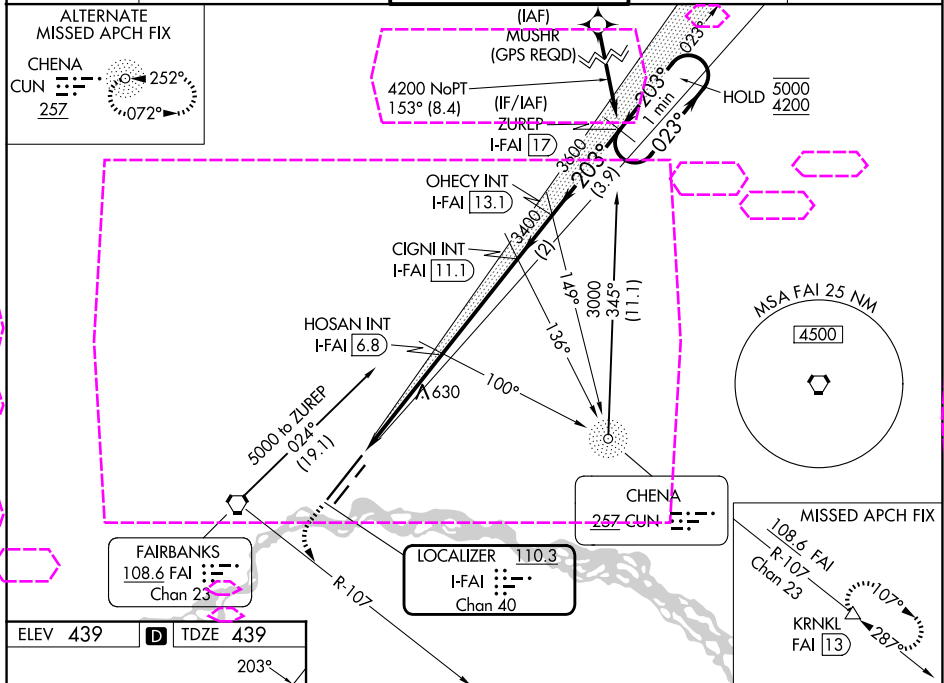 ALTERNATE
MISSED APCH FIX
CHENA
CUN
257
252°
072°
(IAF)
MUSHR
(GPS REQD)
4200 NoPT
153° (8.4)
(IF/IAF)
ZUREP
I-FAI 17
023°
203°
1 min
023°
HOLD 5000
4200
3600
203°
(3.9)
OHECY INT
I-FAI 13.1
3400
(2)
CIGNI INT
I-FAI 11.1
149°
3000
345°
(11.1)
136°
HOSAN INT
I-FAI 6.8
100°
630
MSA FAI 25 NM
4500
5000 to ZUREP
024°
(19.1)
CHENA
257 CUN
FAIRBANKS
108.6 FAI
Chan 23
R-107
LOCALIZER 110.3
I-FAI
Chan 40
MISSED APCH FIX
108.6 FAI
R-107
Chan 23
107°
KRNKL
FAI 13
287°
ELEV 439
D
TDZE 439
203°